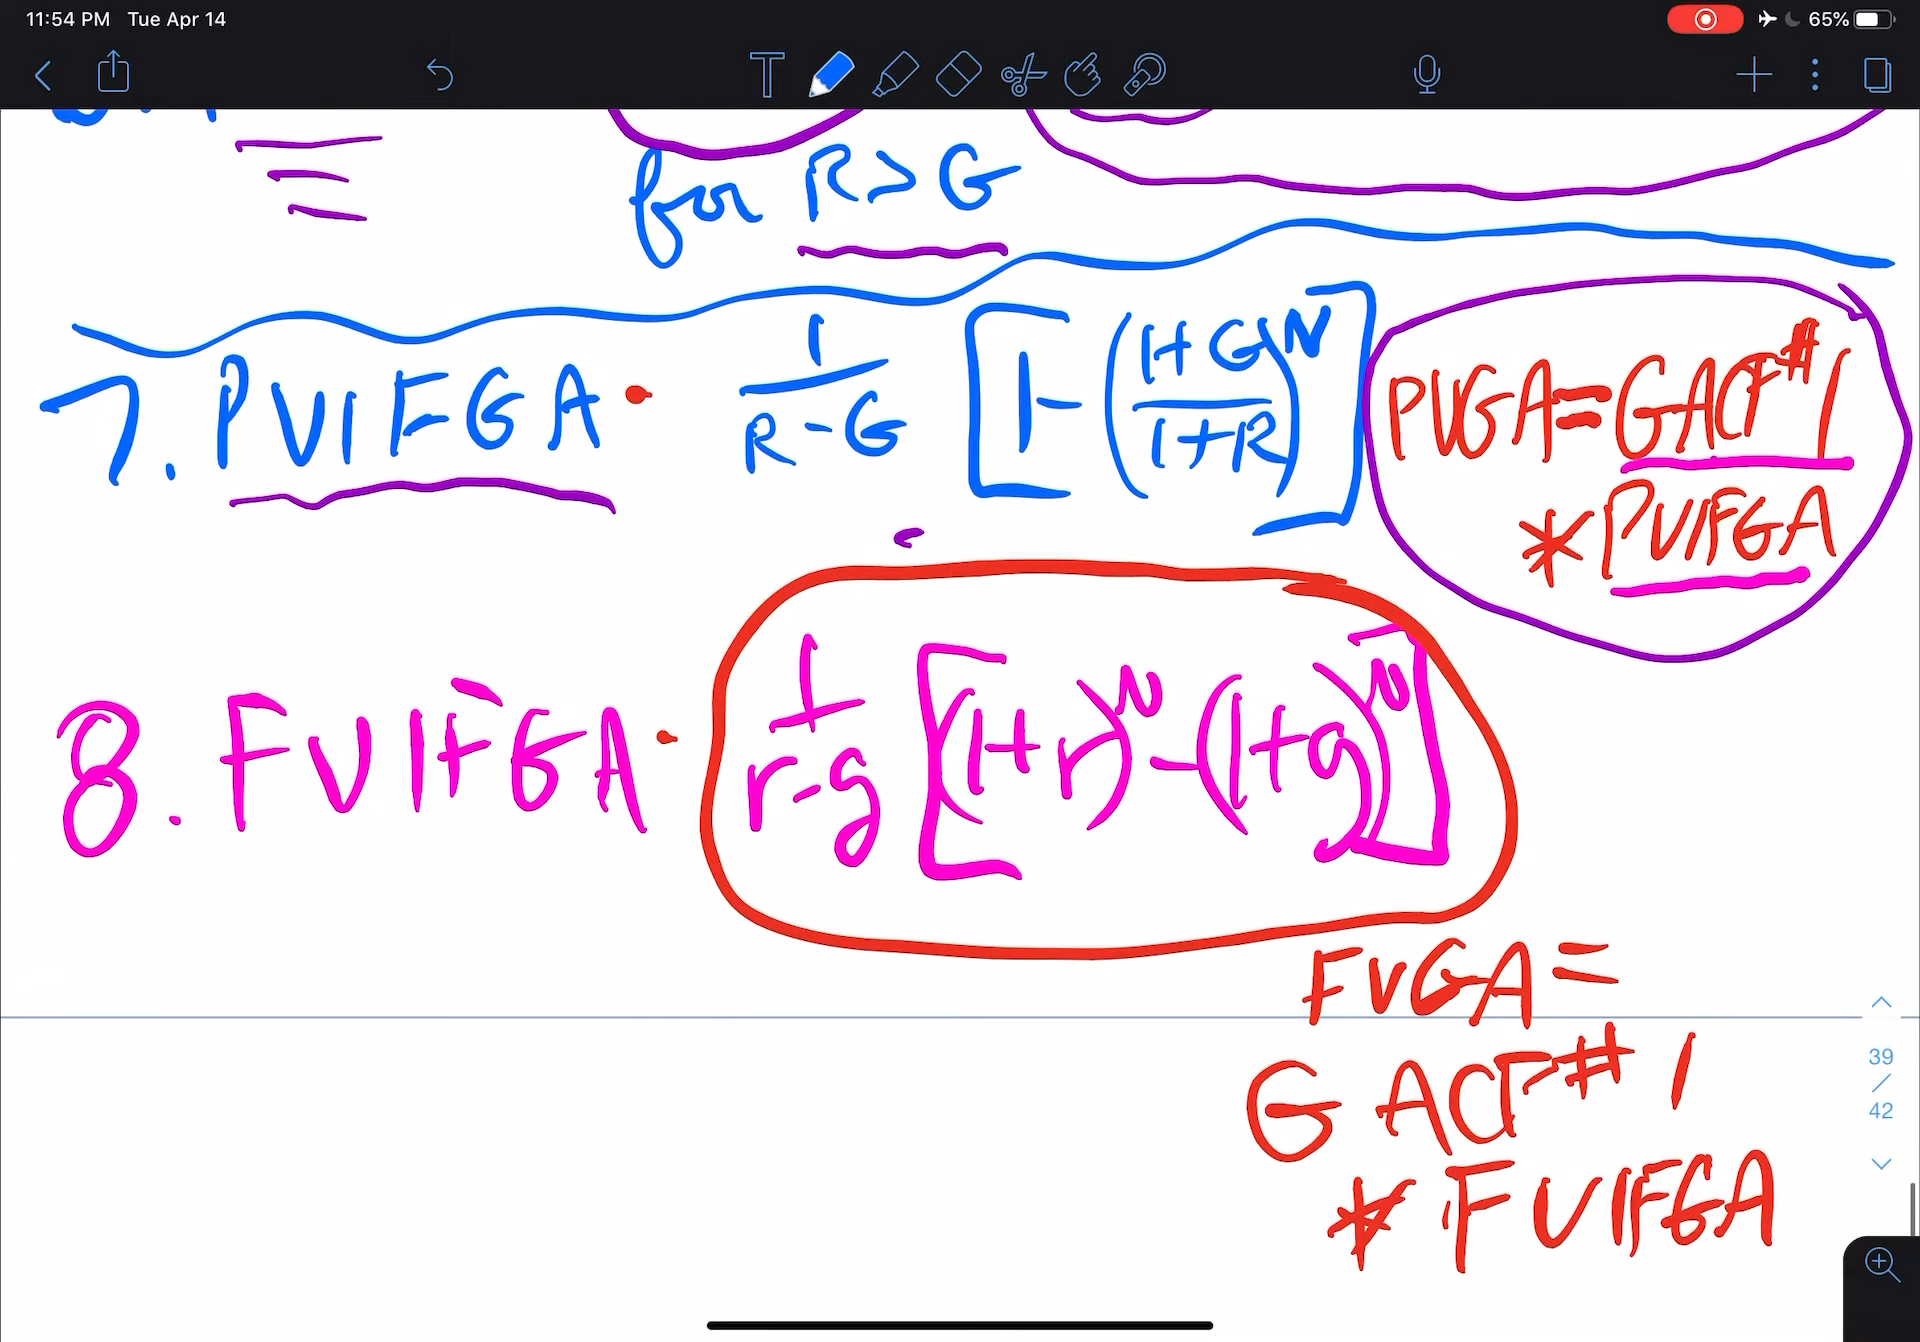 11:54 PM Tue Apr 14
65%
for R>G
7. PVIFGA. 1/(R-G) [1-((1+G)/(1+R))^N]
PVGA=GACF#1
*PVIFGA
8. FVIFGA. 1/(r-g) [(1+r)^N-(1+g)^N]
FVGA=
GACF#1
*FVIFGA
39
/
42